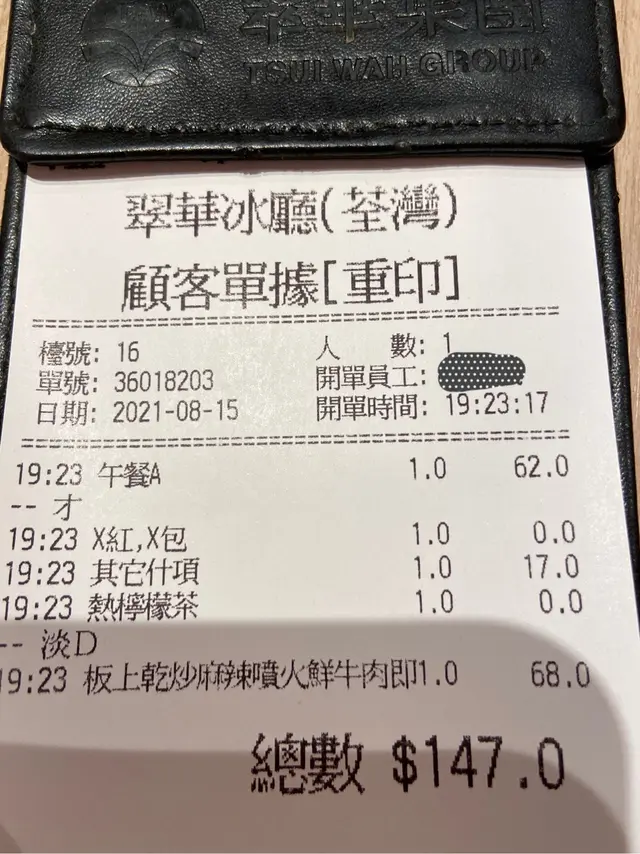 翠華集團
TSUI WAH GROUP
翠華冰廳(荃灣)
顧客單據[重印]
檯號: 16 人 數: 1
單號: 36018203 開單員工:
日期: 2021-08-15 開單時間: 19:23:17
19:23 午餐A 1.0 62.0
-- 才
19:23 X紅,X包 1.0 0.0
19:23 其它什項 1.0 17.0
19:23 熱檸檬茶 1.0 0.0
-- 淡D
19:23 板上乾炒麻辣噴火鮮牛肉即1.0 68.0
總數 $147.0